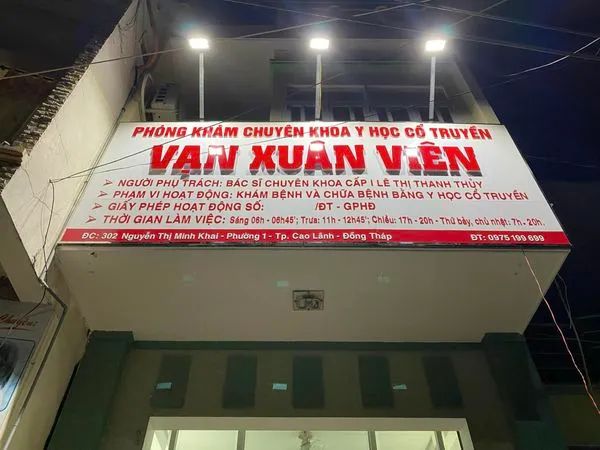 PHÒNG KHÁM CHUYÊN KHOA Y HỌC CỔ TRUYỀN
VẠN XUÂN VIÊN
➤ NGƯỜI PHỤ TRÁCH: BÁC SĨ CHUYÊN KHOA CẤP I LÊ THỊ THANH THỦY
➤ PHẠM VI HOẠT ĐỘNG: KHÁM BỆNH VÀ CHỮA BỆNH BẰNG Y HỌC CỔ TRUYỀN
➤ GIẤY PHÉP HOẠT ĐỘNG SỐ: /ĐT - GPHĐ
➤ THỜI GIAN LÀM VIỆC: Sáng 06h - 06h45'; Trưa: 11h - 12h45'; Chiều: 17h - 20h - Thứ bảy, chủ nhật: 7h - 20h.
ĐC: 302 Nguyễn Thị Minh Khai - Phường 1 - Tp. Cao Lãnh - Đồng Tháp ĐT: 0975 199 699